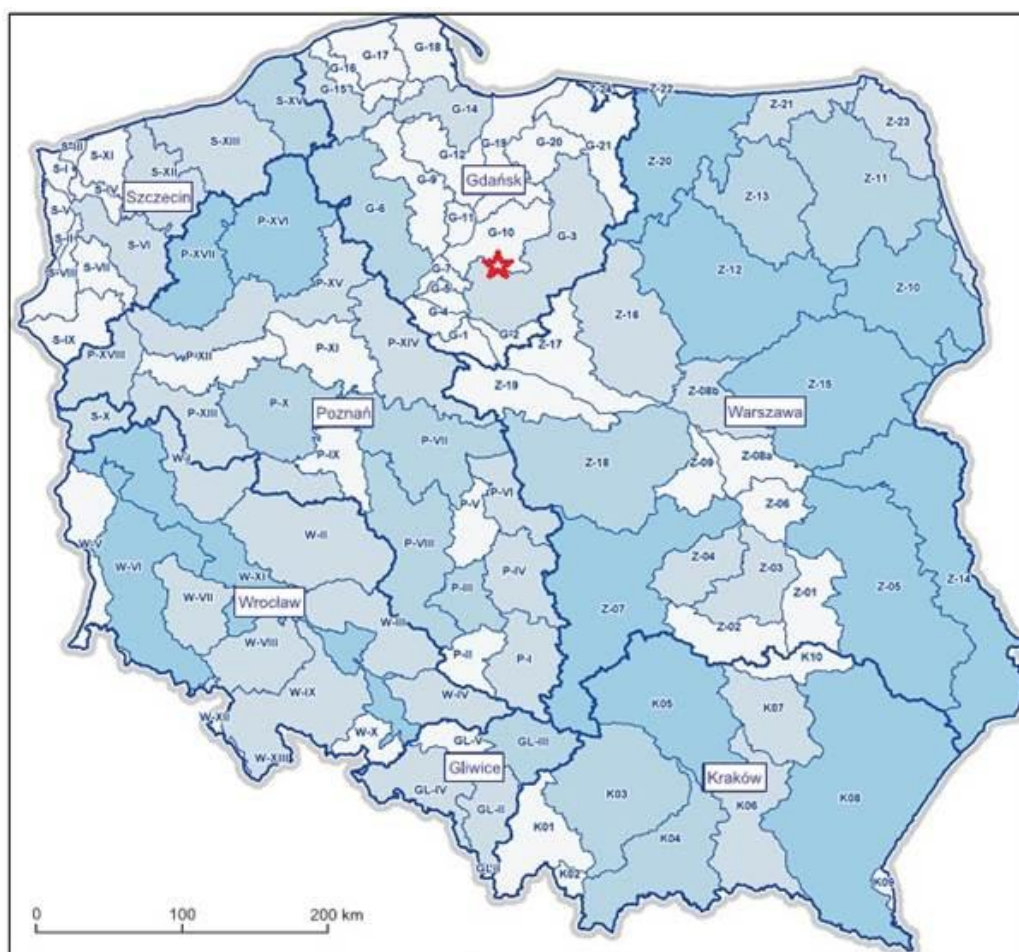 G-18
G-17
G-16
G-15
S-XV
G-14
Z-22
Z-21
Z-23
S-XIII
S-III
S-XI
S-I
S-XII
S-IV
G-12
G-19
G-20
G-21
Z-20
Z-11
Z-13
Szczecin
Gdańsk
S-V
S-II
S-VI
S-VII
S-VIII
S-IX
P-XVI
P-XVII
G-6
G-9
G-11
G-10
G-3
G-7
G-5
G-4
G-1
G-2
Z-12
Z-10
P-XV
P-XIV
P-XVIII
P-XII
P-XI
Z-17
Z-16
Z-19
Z-08b
Z-15
Warszawa
P-XIII
P-X
Poznań
S-X
P-VII
P-IX
Z-18
Z-09
Z-08a
Z-06
P-VI
P-V
W-I
W-II
P-VIII
W-V
W-VI
W-XI
W-VII
Wrocław
P-IV
P-III
Z-04
Z-03
Z-01
Z-05
Z-14
Z-07
Z-02
W-VIII
W-III
P-II
P-I
K10
W-IX
W-IV
K05
K07
W-XII
W-X
W-XIII
GL-V
GL-III
Gliwice
Kraków
GL-IV
GL-II
K03
K06
K08
K01
K04
K02
K09
0
100
200 km